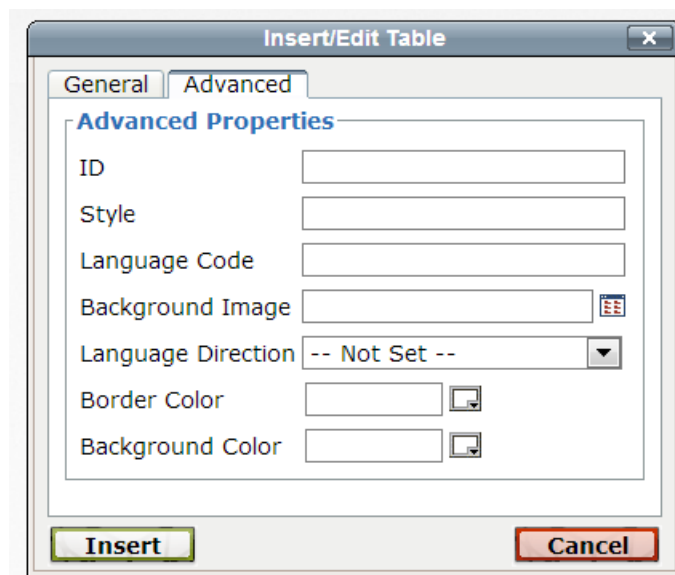 Insert/Edit Table
General Advanced
Advanced Properties
ID
Style
Language Code
Background Image
Language Direction -- Not Set --
Border Color
Background Color
Insert Cancel